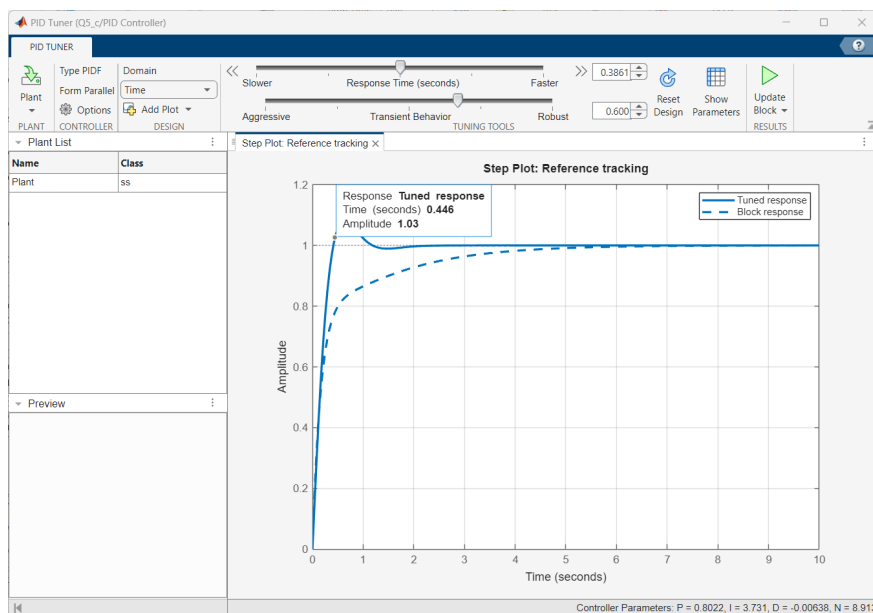 PID Tuner (Q5_c/PID Controller)
PID TUNER
Plant
PLANT
Type PIDF
Form Parallel
Options
CONTROLLER
Domain
Time
Add Plot
DESIGN
Slower
Response Time (seconds)
Faster
0.3861
Aggressive
Transient Behavior
Robust
0.600
TUNING TOOLS
Reset
Design
Show
Parameters
Update
Block
RESULTS
Plant List
Name Class
Plant ss
Preview
Step Plot: Reference tracking
Step Plot: Reference tracking
Response Tuned response
Time (seconds) 0.446
Amplitude 1.03
Tuned response
Block response
1.2
1
0.8
0.6
0.4
0.2
0
Amplitude
0 1 2 3 4 5 6 7 8 9 10
Time (seconds)
Controller Parameters: P = 0.8022, I = 3.731, D = -0.00638, N = 8.91